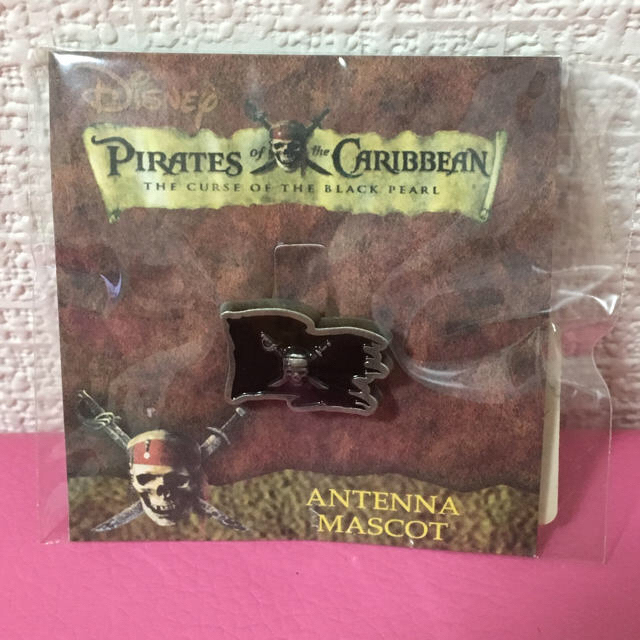 Disney
PIRATES of the CARIBBEAN
THE CURSE OF THE BLACK PEARL
ANTENNA
MASCOT